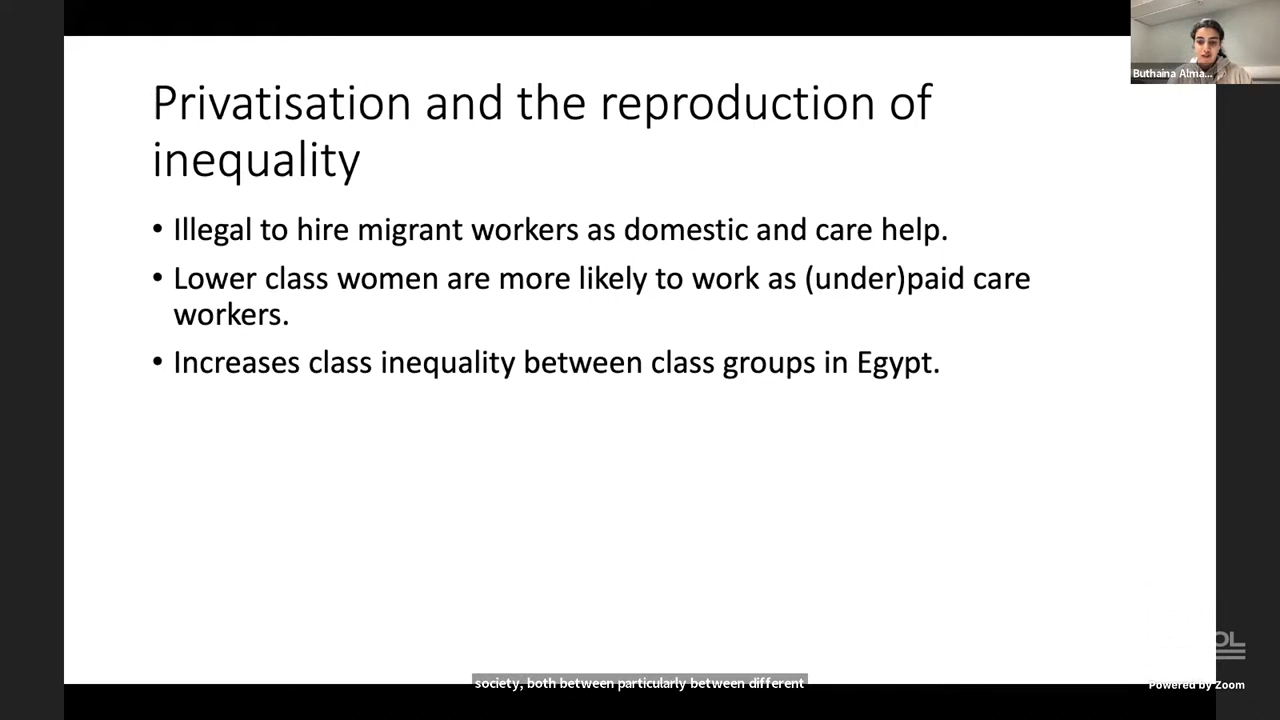 Buthaina Alma...
Privatisation and the reproduction of
inequality
• Illegal to hire migrant workers as domestic and care help.
• Lower class women are more likely to work as (under)paid care
workers.
• Increases class inequality between class groups in Egypt.
OL
society, both between particularly between different
Powered by Zoom